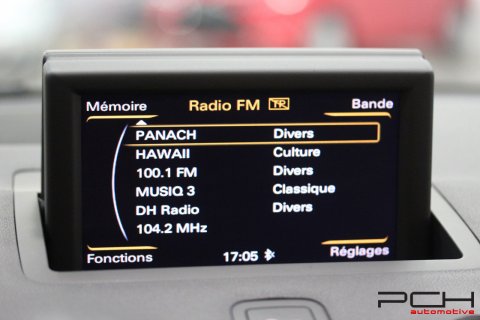 Mémoire Radio FM TP Bande
PANACH Divers
HAWAII Culture
100.1 FM Divers
MUSIQ 3 Classique
DH Radio Divers
104.2 MHz
Fonctions 17:05 Réglages
PCH
automotive